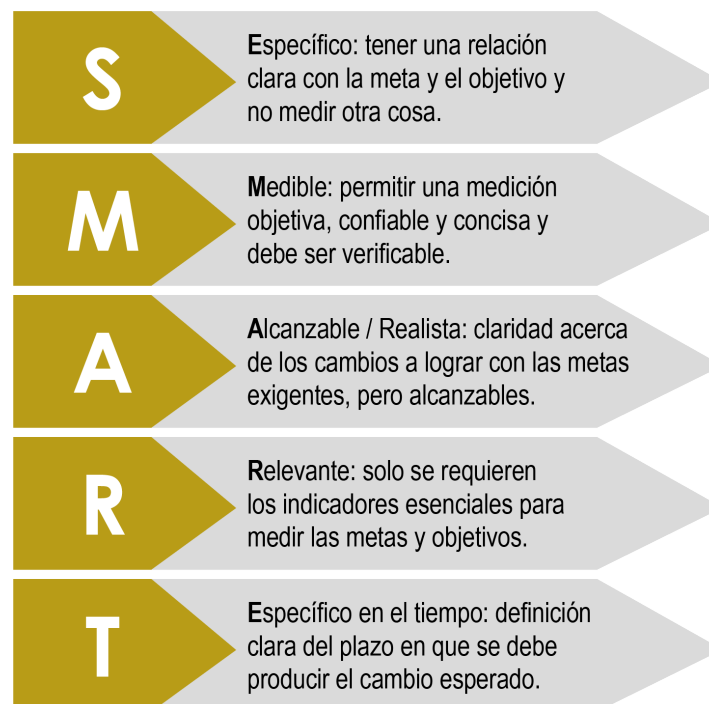 S
Específico: tener una relación
clara con la meta y el objetivo y
no medir otra cosa.
M
Medible: permitir una medición
objetiva, confiable y concisa y
debe ser verificable.
A
Alcanzable / Realista: claridad acerca
de los cambios a lograr con las metas
exigentes, pero alcanzables.
R
Relevante: solo se requieren
los indicadores esenciales para
medir las metas y objetivos.
T
Específico en el tiempo: definición
clara del plazo en que se debe
producir el cambio esperado.